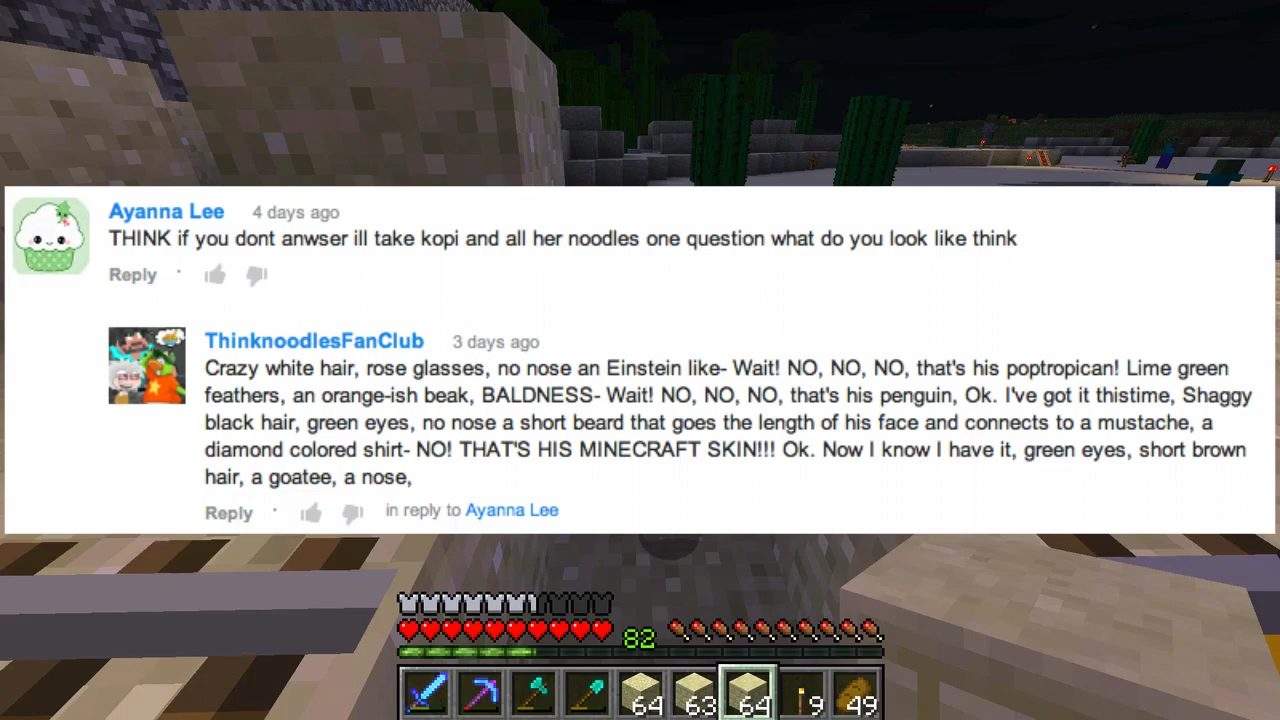 Ayanna Lee 4 days ago
THINK if you dont anwser ill take kopi and all her noodles one question what do you look like think
Reply ·
ThinknoodlesFanClub 3 days ago
Crazy white hair, rose glasses, no nose an Einstein like- Wait! NO, NO, NO, that's his poptropican! Lime green
feathers, an orange-ish beak, BALDNESS- Wait! NO, NO, NO, that's his penguin, Ok. I've got it thistime, Shaggy
black hair, green eyes, no nose a short beard that goes the length of his face and connects to a mustache, a
diamond colored shirt- NO! THAT'S HIS MINECRAFT SKIN!!! Ok. Now I know I have it, green eyes, short brown
hair, a goatee, a nose,
Reply · in reply to Ayanna Lee
82
64 63 64 9 49